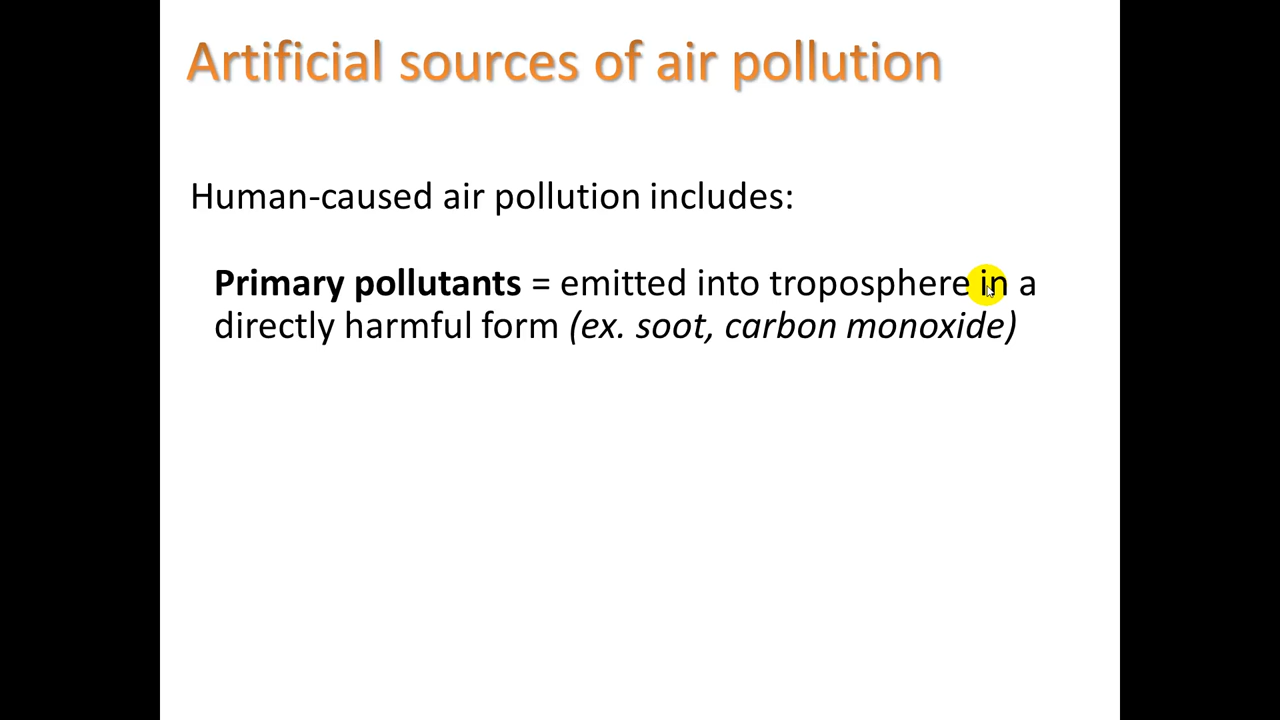 Artificial sources of air pollution
Human-caused air pollution includes:
Primary pollutants = emitted into troposphere in a
directly harmful form (ex. soot, carbon monoxide)